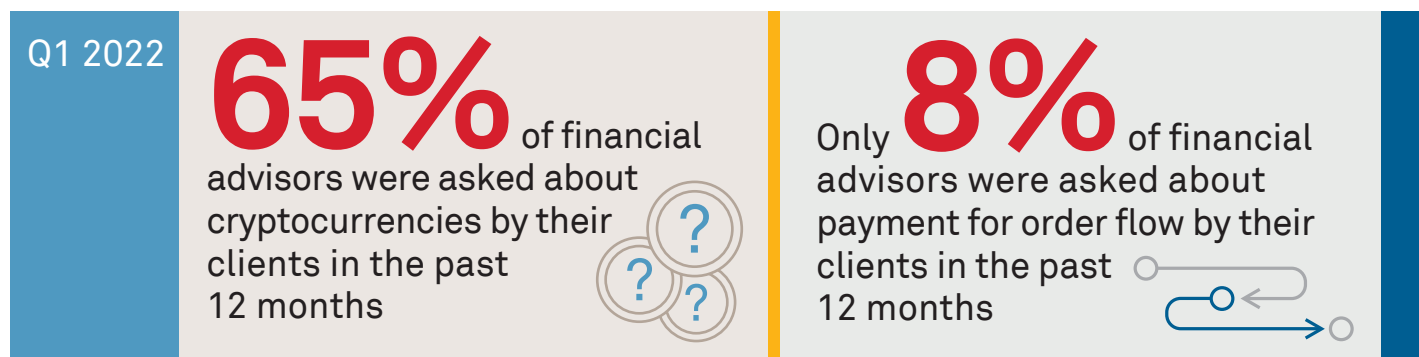 Q1 2022
65% of financial
advisors were asked about
cryptocurrencies by their
clients in the past
12 months
?
?
?
Only 8% of financial
advisors were asked about
payment for order flow by their
clients in the past
12 months